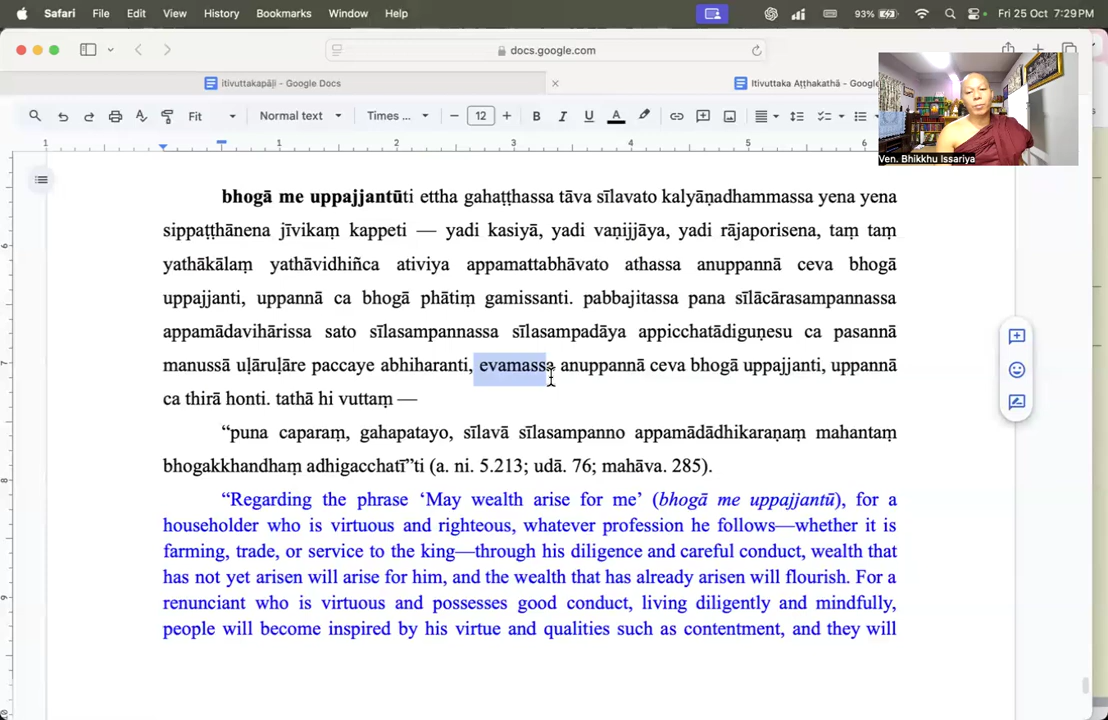 Safari File Edit View History Bookmarks Window Help 93% Fri 25 Oct 7:29 PM
docs.google.com
itivuttakapāḷi - Google Docs
Itivuttaka Aṭṭhakathā - Google
Fit Normal text Times ... 12 B I U A
Ven. Bhikkhu Issariya
1 1 2 3 4 5 6
bhogā me uppajjantūti ettha gahaṭṭhassa tāva sīlavato kalyāṇadhammassa yena yena
sippaṭṭhānena jīvikaṃ kappeti — yadi kasiyā, yadi vaṇijjāya, yadi rājaporisena, taṃ taṃ
yathākālaṃ yathāvidhiñca ativiya appamattabhāvato athassa anuppannā ceva bhogā
uppajjanti, uppannā ca bhogā phātiṃ gamissanti. pabbajitassa pana sīlācārasampannassa
appamādavihārissa sato sīlasampannassa sīlasampadāya appicchatādiguṇesu ca pasannā
manussā uḷāruḷāre paccaye abhiharanti, evamassa anuppannā ceva bhogā uppajjanti, uppannā
ca thirā honti. tathā hi vuttaṃ —
“puna caparaṃ, gahapatayo, sīlavā sīlasampanno appamādādhikaraṇaṃ mahantaṃ
bhogakkhandhaṃ adhigacchatī”ti (a. ni. 5.213; udā. 76; mahāva. 285).
“Regarding the phrase ‘May wealth arise for me’ (bhogā me uppajjantū), for a
householder who is virtuous and righteous, whatever profession he follows—whether it is
farming, trade, or service to the king—through his diligence and careful conduct, wealth that
has not yet arisen will arise for him, and the wealth that has already arisen will flourish. For a
renunciant who is virtuous and possesses good conduct, living diligently and mindfully,
people will become inspired by his virtue and qualities such as contentment, and they will